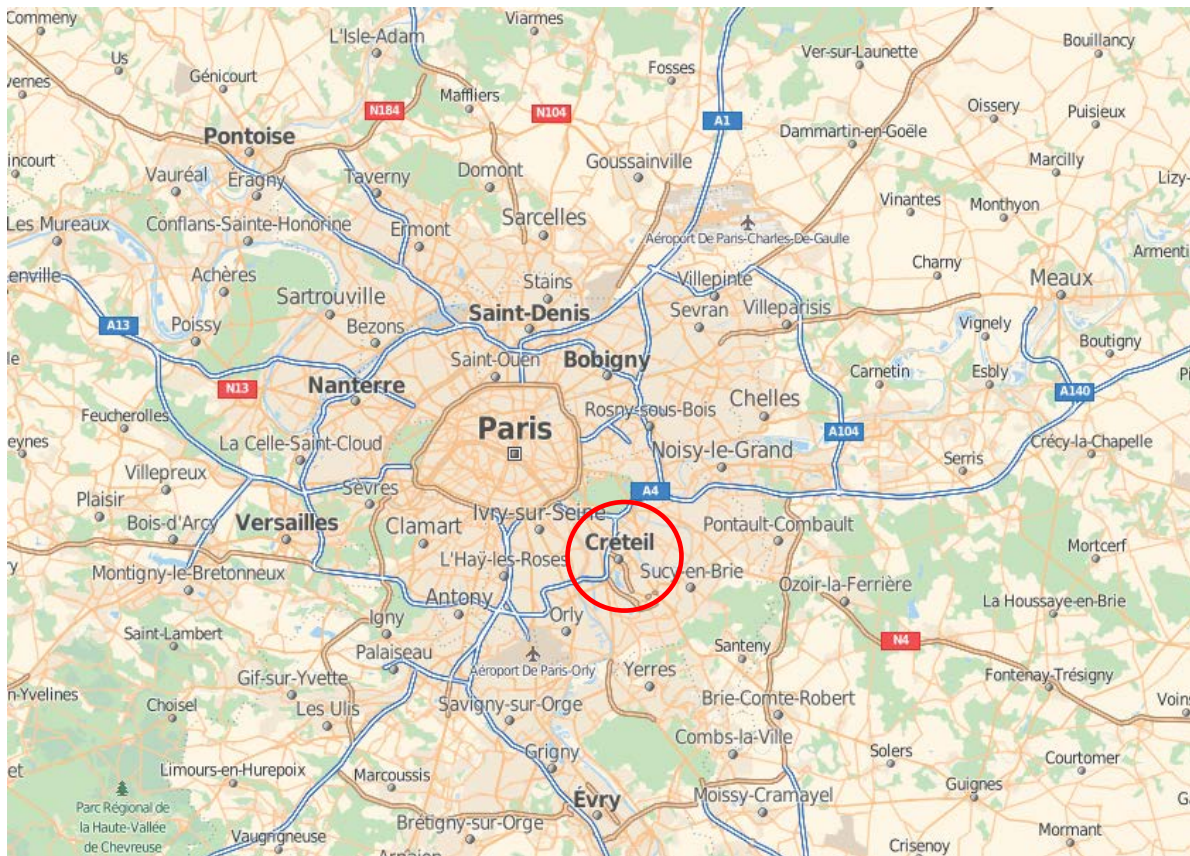 Commeny
Viarmes
L'Isle-Adam
Bouillancy
Us
Ver-sur-Launette
Génicourt
Fosses
Maffliers
Oissery
Puisieux
N184
N104
A1
Pontoise
Dammartin-en-Goële
Goussainville
Marcilly
Vauréal
Éragny
Taverny
Domont
Lizy-
Vinantes
Monthyon
Les Mureaux
Conflans-Sainte-Honorine
Ermont
Sarcelles
Aéroport De Paris-Charles-De-Gaulle
Armenti
Charny
Achères
Stains
Villepinte
Meaux
Sartrouville
Saint-Denis
Sevran
Villeparisis
A13
Poissy
Bezons
Vignely
Boutigny
Saint-Ouen
Bobigny
Carnetin
Esbly
N13
Nanterre
A140
Chelles
Feucherolles
Rosny-sous-Bois
Paris
A104
La Celle-Saint-Cloud
Crécy-la-Chapelle
Noisy-le-Grand
Serris
Villepreux
Sèvres
A4
Plaisir
Bois-d'Arcy
Versailles
Clamart
Ivry-sur-Seine
Pontault-Combault
Créteil
Mortcerf
L'Haÿ-les-Roses
Sucy-en-Brie
Montigny-le-Bretonneux
Ozoir-la-Ferrière
Antony
La Houssaye-en-Brie
Igny
Orly
Saint-Lambert
N4
Santeny
Palaiseau
Aéroport De Paris-Orly
Yerres
Gif-sur-Yvette
Fontenay-Trésigny
n-Yvelines
Choisel
Les Ulis
Savigny-sur-Orge
Brie-Comte-Robert
Combs-la-Ville
Grigny
Solers
Courtomer
Limours-en-Hurepoix
Marcoussis
Guignes
Parc Régional de
la Haute-Vallée
de Chevreuse
Évry
Moissy-Cramayel
Brétigny-sur-Orge
Vaugrigneuse
Mormant
Crisenoy